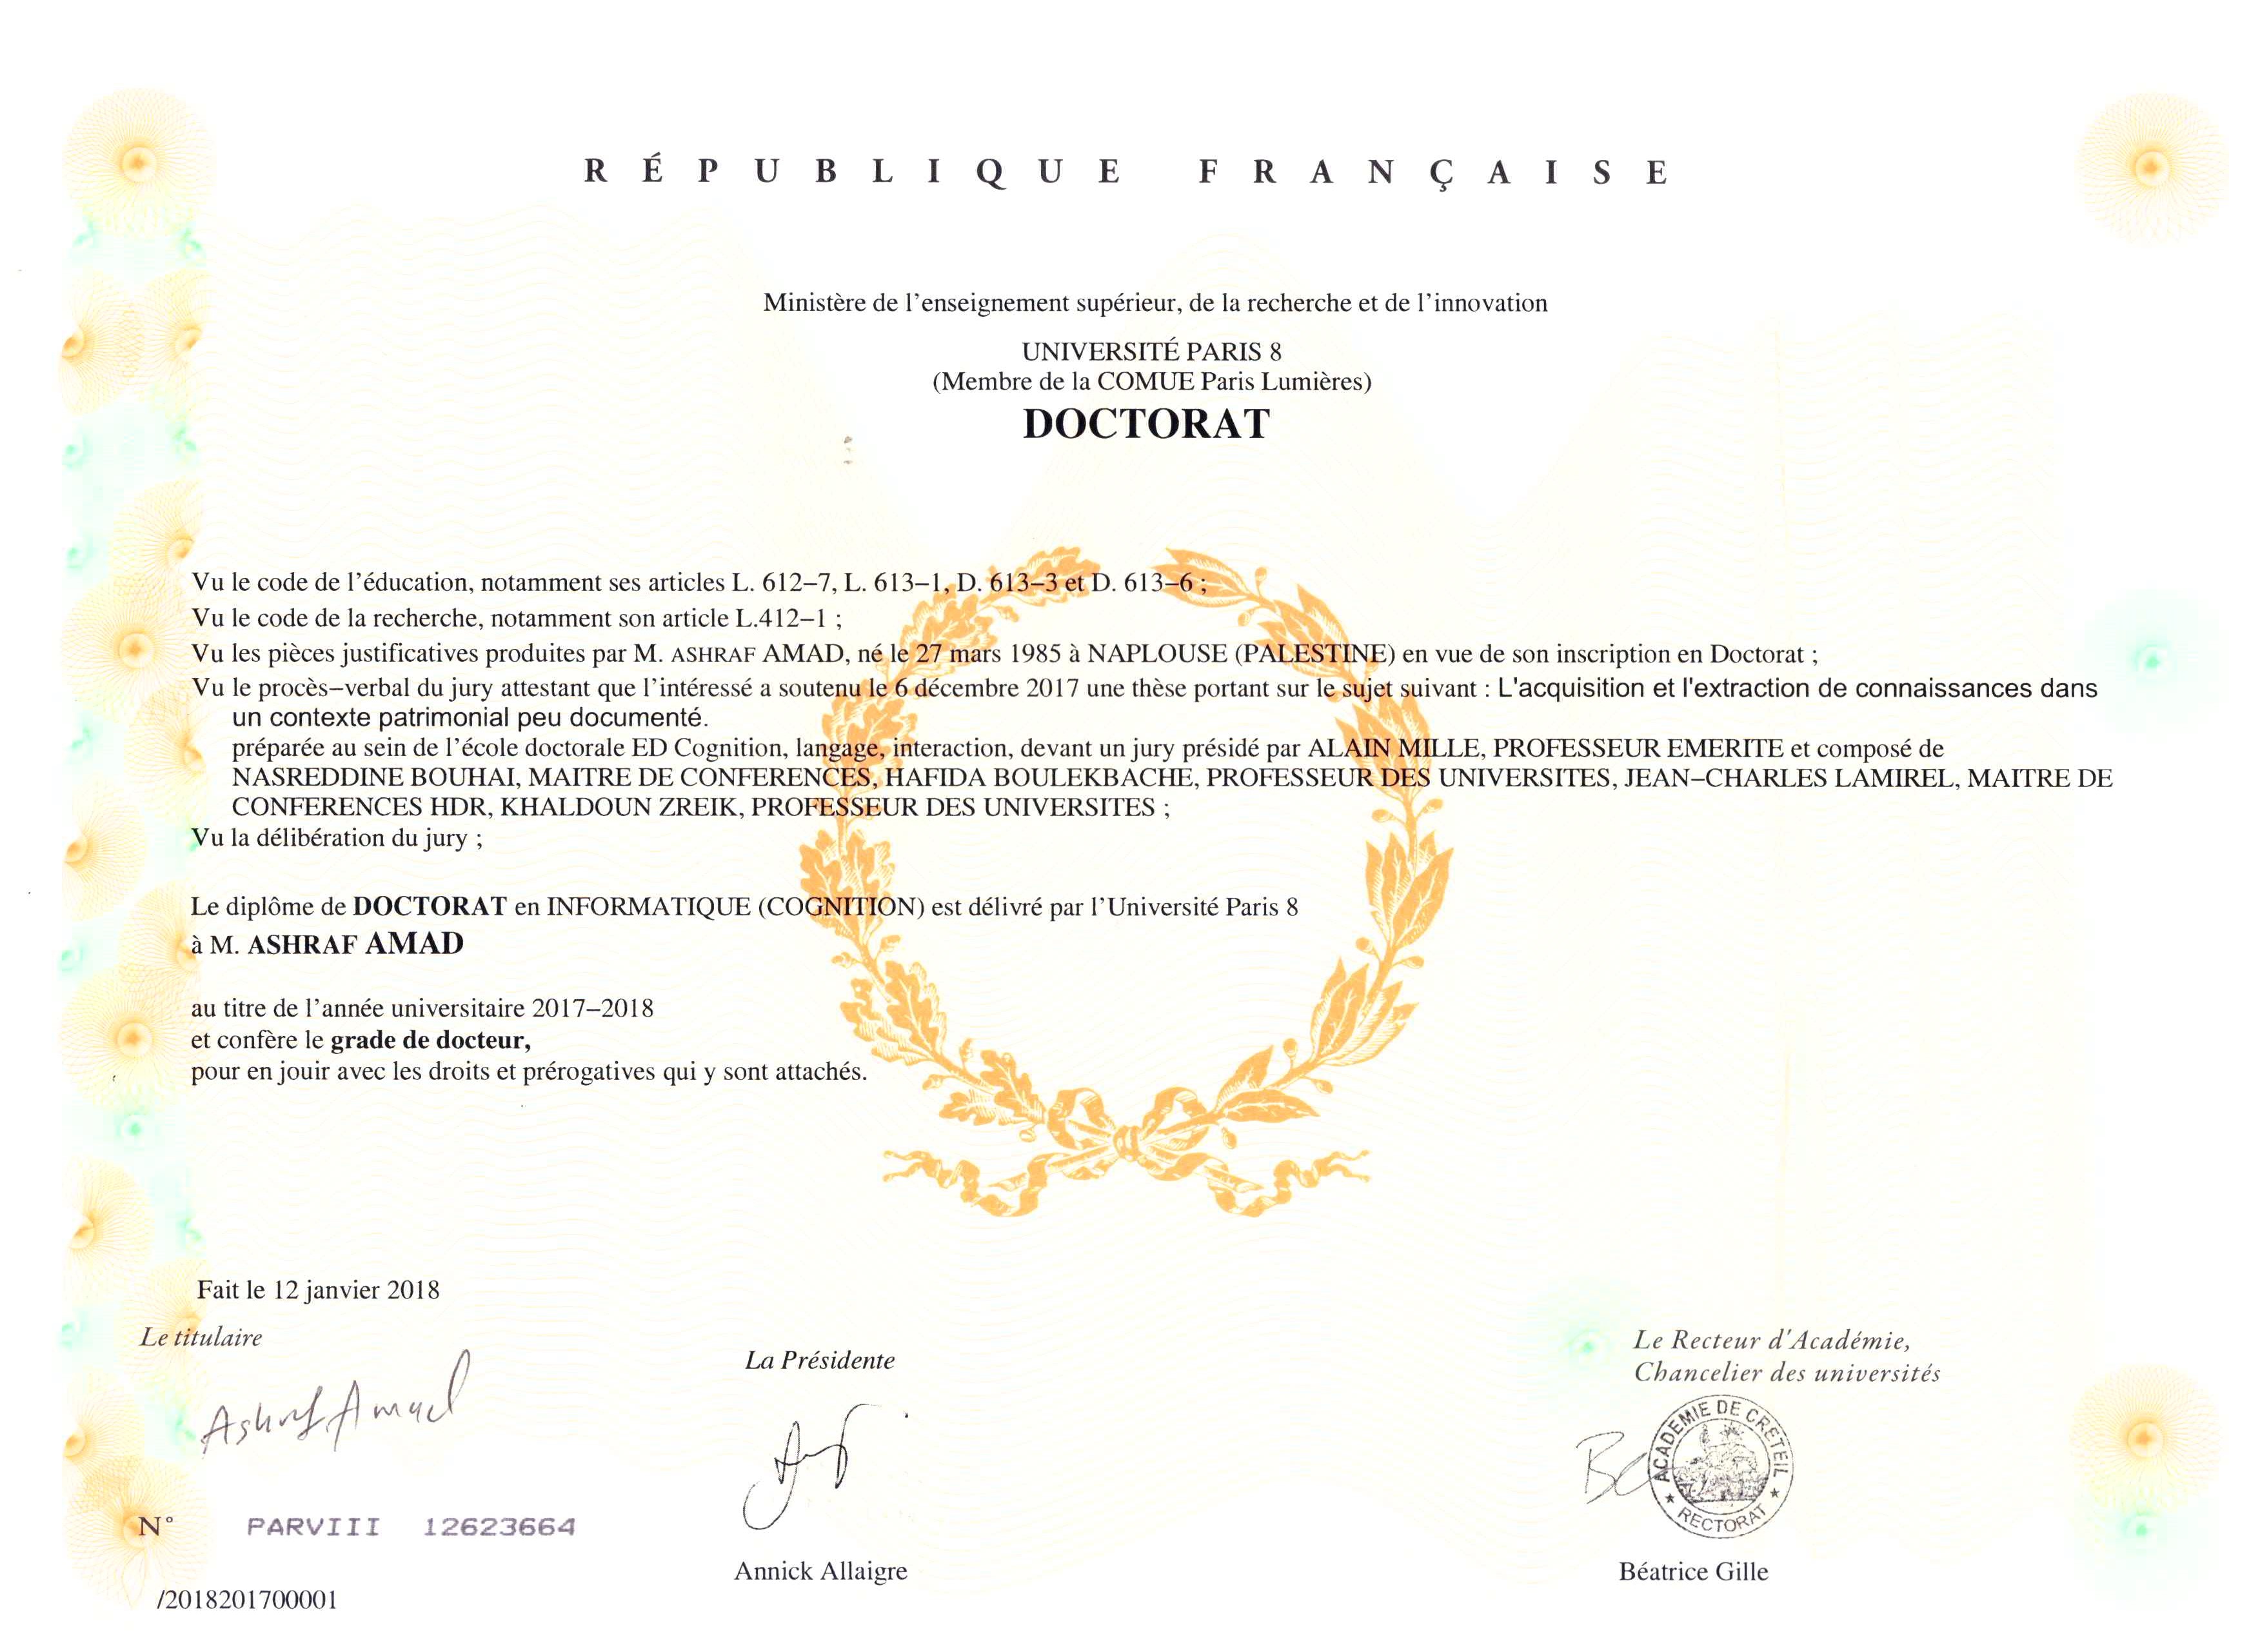 RÉPUBLIQUE FRANÇAISE
Ministère de l’enseignement supérieur, de la recherche et de l’innovation
UNIVERSITÉ PARIS 8
(Membre de la COMUE Paris Lumières)
DOCTORAT
Vu le code de l’éducation, notamment ses articles L. 612–7, L. 613–1, D. 613–3 et D. 613–6 ;
Vu le code de la recherche, notamment son article L.412–1 ;
Vu les pièces justificatives produites par M. ASHRAF AMAD, né le 27 mars 1985 à NAPLOUSE (PALESTINE) en vue de son inscription en Doctorat ;
Vu le procès–verbal du jury attestant que l’intéressé a soutenu le 6 décembre 2017 une thèse portant sur le sujet suivant : L'acquisition et l'extraction de connaissances dans
un contexte patrimonial peu documenté.
préparée au sein de l’école doctorale ED Cognition, langage, interaction, devant un jury présidé par ALAIN MILLE, PROFESSEUR EMERITE et composé de
NASREDDINE BOUHAI, MAITRE DE CONFERENCES, HAFIDA BOULEKBACHE, PROFESSEUR DES UNIVERSITES, JEAN–CHARLES LAMIREL, MAITRE DE
CONFERENCES HDR, KHALDOUN ZREIK, PROFESSEUR DES UNIVERSITES ;
Vu la délibération du jury ;
Le diplôme de DOCTORAT en INFORMATIQUE (COGNITION) est délivré par l’Université Paris 8
à M. ASHRAF AMAD
au titre de l’année universitaire 2017–2018
et confère le grade de docteur,
pour en jouir avec les droits et prérogatives qui y sont attachés.
Fait le 12 janvier 2018
Le titulaire
Ashraf Amad
La Présidente
Annick Allaigre
Le Recteur d'Académie,
Chancelier des universités
ACADEMIE DE CRETEIL
RECTORAT
Béatrice Gille
N° PARVIII 12623664
/2018201700001